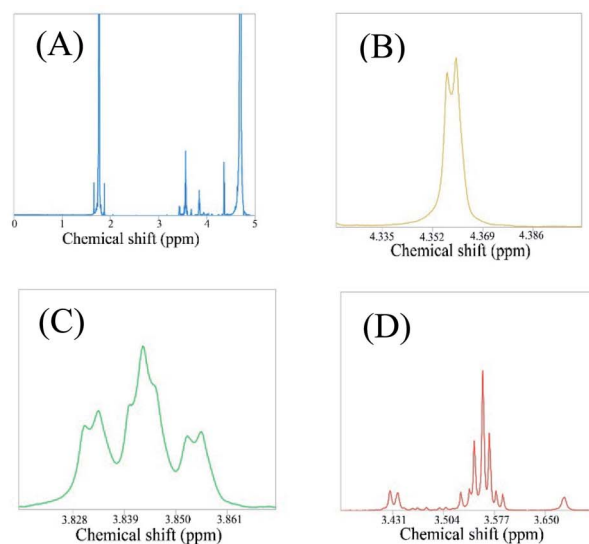 (A)
0 1 2 3 4 5
Chemical shift (ppm)
(B)
4.335 4.352 4.369 4.386
Chemical shift (ppm)
(C)
3.828 3.839 3.850 3.861
Chemical shift (ppm)
(D)
3.431 3.504 3.577 3.650
Chemical shift (ppm)